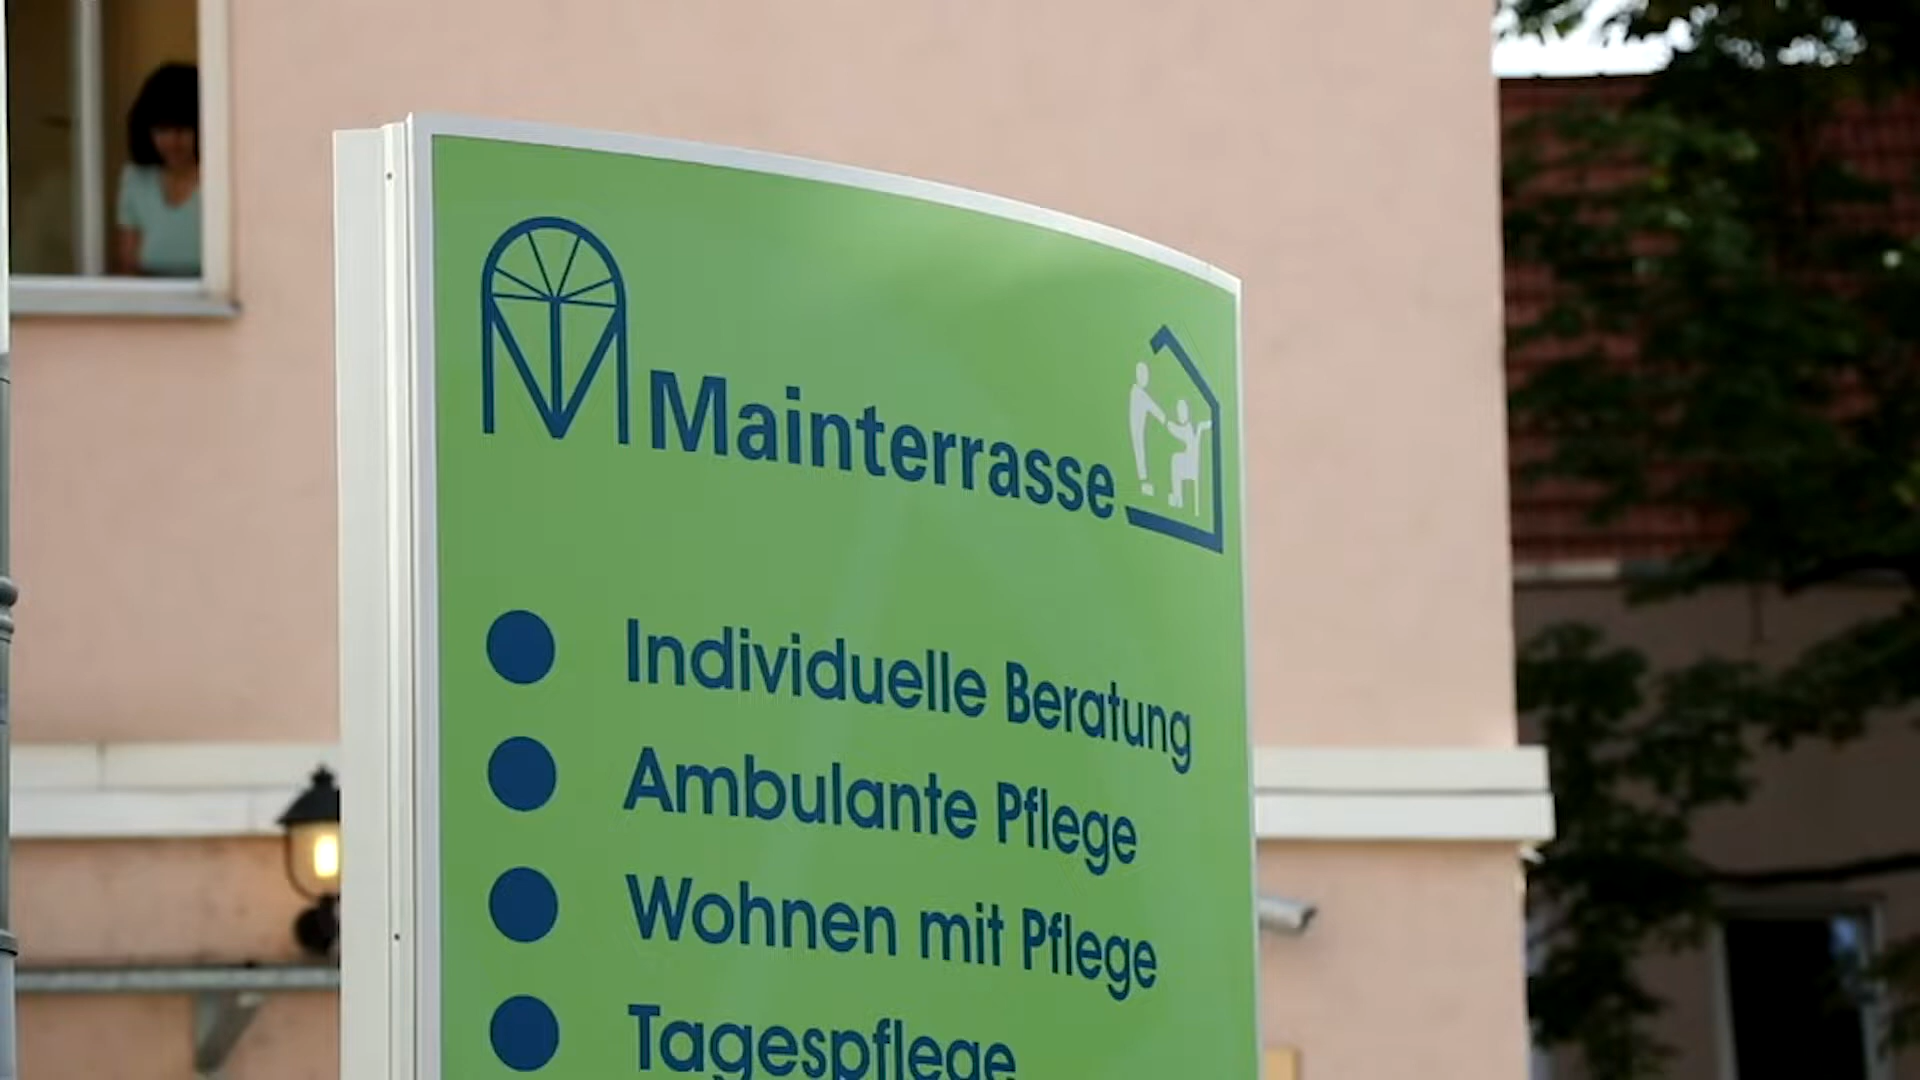 Mainterrasse
Individuelle Beratung
Ambulante Pflege
Wohnen mit Pflege
Tagespflege